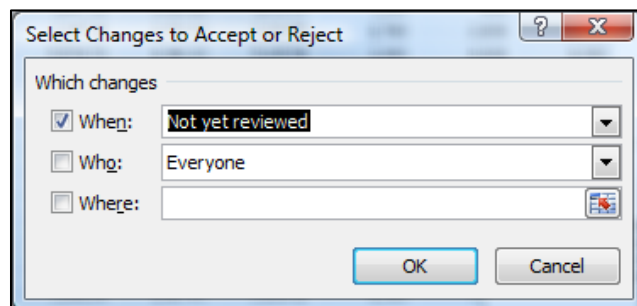 Select Changes to Accept or Reject
Which changes
When: Not yet reviewed
Who: Everyone
Where:
OK Cancel